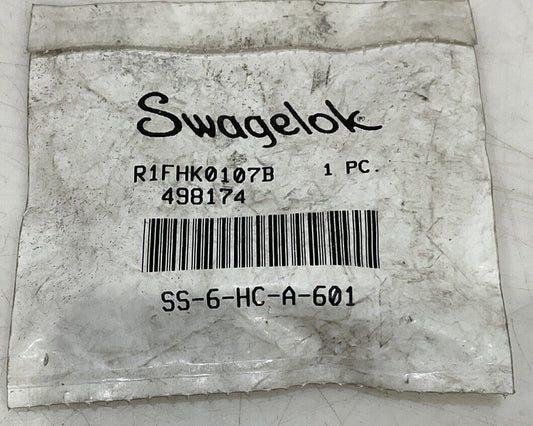 Swagelok
R1FHK0107B 1 PC.
498174
SS-6-HC-A-601